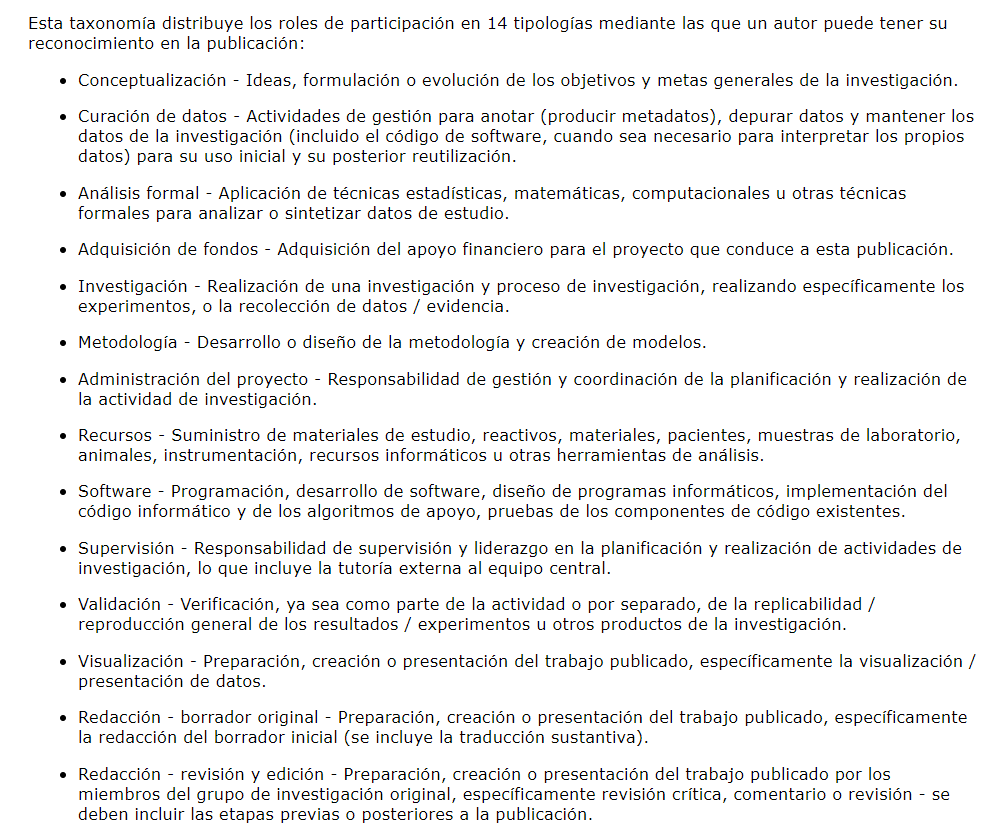 Esta taxonomía distribuye los roles de participación en 14 tipologías mediante las que un autor puede tener su
reconocimiento en la publicación:
• Conceptualización - Ideas, formulación o evolución de los objetivos y metas generales de la investigación.
• Curación de datos - Actividades de gestión para anotar (producir metadatos), depurar datos y mantener los
datos de la investigación (incluido el código de software, cuando sea necesario para interpretar los propios
datos) para su uso inicial y su posterior reutilización.
• Análisis formal - Aplicación de técnicas estadísticas, matemáticas, computacionales u otras técnicas
formales para analizar o sintetizar datos de estudio.
• Adquisición de fondos - Adquisición del apoyo financiero para el proyecto que conduce a esta publicación.
• Investigación - Realización de una investigación y proceso de investigación, realizando específicamente los
experimentos, o la recolección de datos / evidencia.
• Metodología - Desarrollo o diseño de la metodología y creación de modelos.
• Administración del proyecto - Responsabilidad de gestión y coordinación de la planificación y realización de
la actividad de investigación.
• Recursos - Suministro de materiales de estudio, reactivos, materiales, pacientes, muestras de laboratorio,
animales, instrumentación, recursos informáticos u otras herramientas de análisis.
• Software - Programación, desarrollo de software, diseño de programas informáticos, implementación del
código informático y de los algoritmos de apoyo, pruebas de los componentes de código existentes.
• Supervisión - Responsabilidad de supervisión y liderazgo en la planificación y realización de actividades de
investigación, lo que incluye la tutoría externa al equipo central.
• Validación - Verificación, ya sea como parte de la actividad o por separado, de la replicabilidad /
reproducción general de los resultados / experimentos u otros productos de la investigación.
• Visualización - Preparación, creación o presentación del trabajo publicado, específicamente la visualización /
presentación de datos.
• Redacción - borrador original - Preparación, creación o presentación del trabajo publicado, específicamente
la redacción del borrador inicial (se incluye la traducción sustantiva).
• Redacción - revisión y edición - Preparación, creación o presentación del trabajo publicado por los
miembros del grupo de investigación original, específicamente revisión crítica, comentario o revisión - se
deben incluir las etapas previas o posteriores a la publicación.